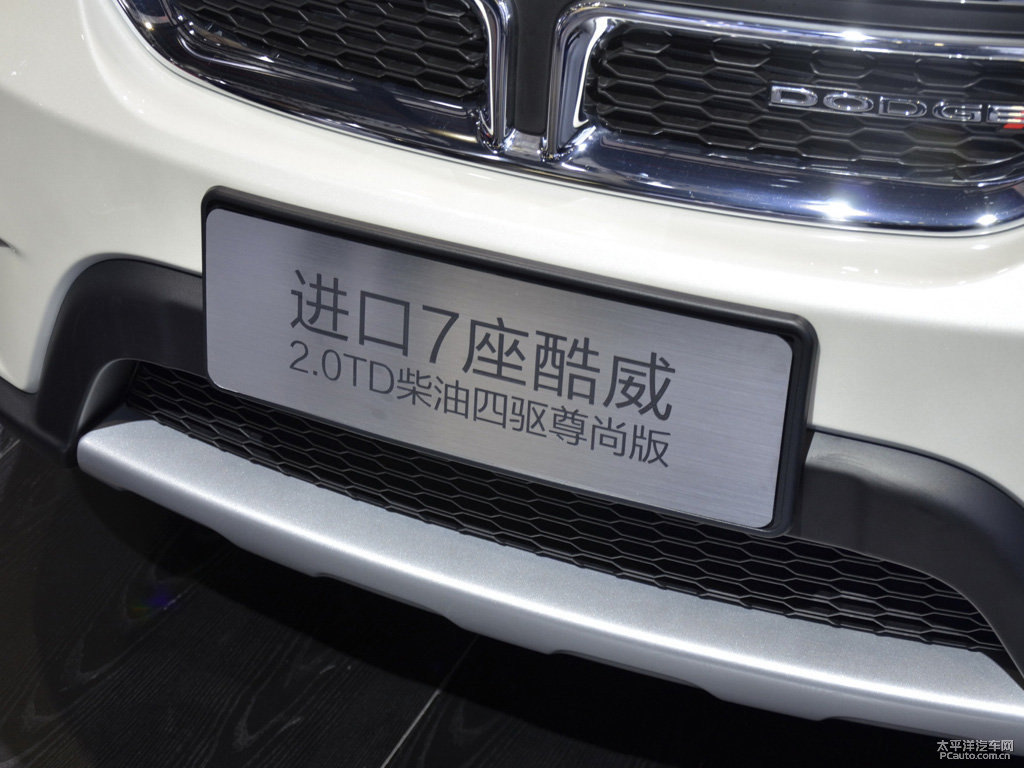 DODGE
进口7座酷威
2.0TD柴油四驱尊尚版
太平洋汽车网
PCauto.com.cn